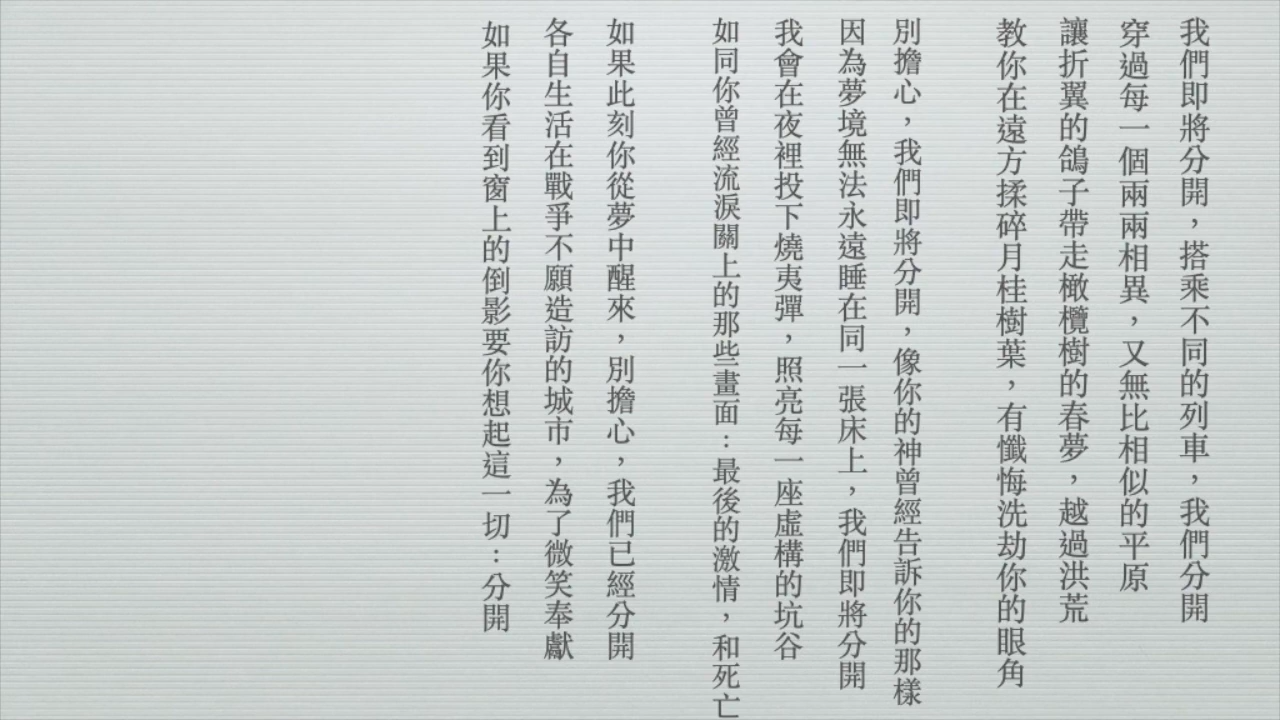 我們即將分開，搭乘不同的列車，我們分開
穿過每一個兩兩相異，又無比相似的平原
讓折翼的鴿子帶走橄欖樹的春夢，越過洪荒
教你在遠方揉碎月桂樹葉，有懺悔洗劫你的眼角
別擔心，我們即將分開，像你的神曾經告訴你的那樣
因為夢境無法永遠睡在同一張床上，我們即將分開
我會在夜裡投下燒夷彈，照亮每一座虛構的坑谷
如同你曾經流淚關上的那些畫面：最後的激情，和死亡
如果此刻你從夢中醒來，別擔心，我們已經分開
各自生活在戰爭不願造訪的城市，為了微笑奉獻
如果你看到窗上的倒影要你想起這一切：分開